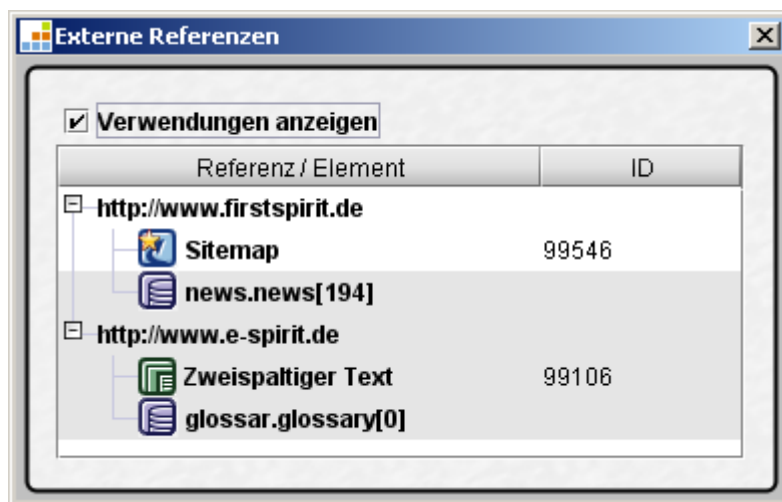 Externe Referenzen
Verwendungen anzeigen
Referenz / Element ID
http://www.firstspirit.de
Sitemap 99546
news.news[194]
http://www.e-spirit.de
Zweispaltiger Text 99106
glossar.glossary[0]